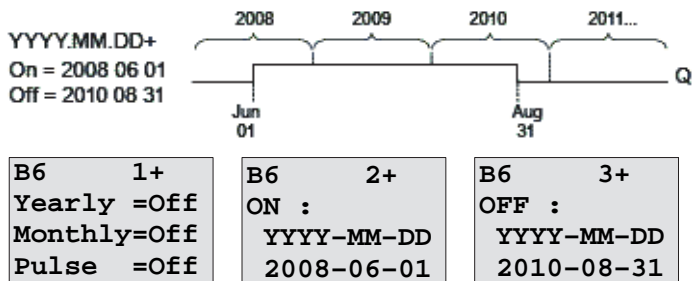 2008 2009 2010 2011...
YYYY.MM.DD+
On = 2008 06 01
Off = 2010 08 31
Q
Jun
01
Aug
31
B6 1+
Yearly =Off
Monthly=Off
Pulse =Off
B6 2+
ON :
YYYY-MM-DD
2008-06-01
B6 3+
OFF :
YYYY-MM-DD
2010-08-31